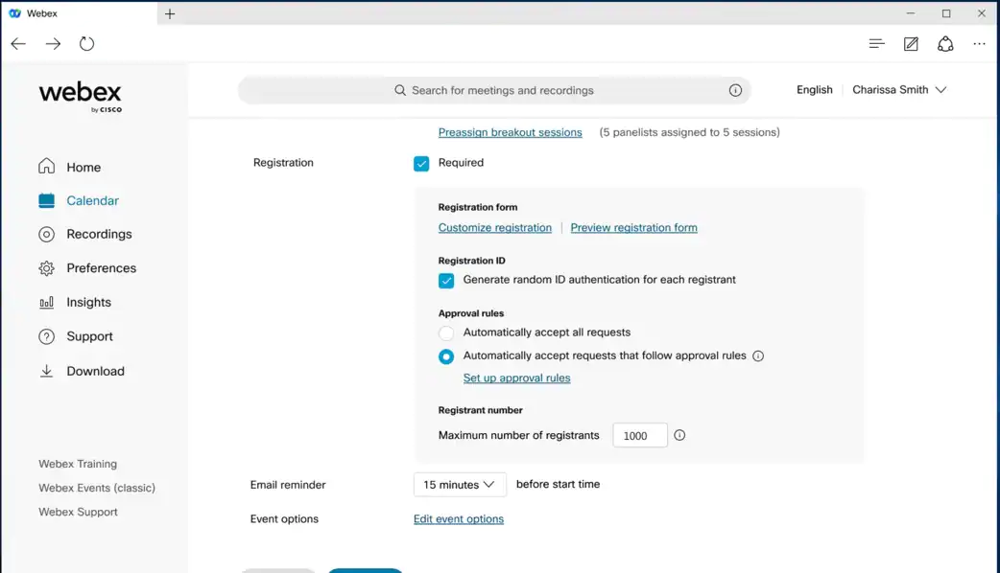 Webex
webex
by CISCO
Search for meetings and recordings
English
Charissa Smith
Home
Calendar
Recordings
Preferences
Insights
Support
Download
Webex Training
Webex Events (classic)
Webex Support
Preassign breakout sessions (5 panelists assigned to 5 sessions)
Registration
Required
Registration form
Customize registration | Preview registration form
Registration ID
Generate random ID authentication for each registrant
Approval rules
Automatically accept all requests
Automatically accept requests that follow approval rules
Set up approval rules
Registrant number
Maximum number of registrants 1000
Email reminder 15 minutes before start time
Event options Edit event options